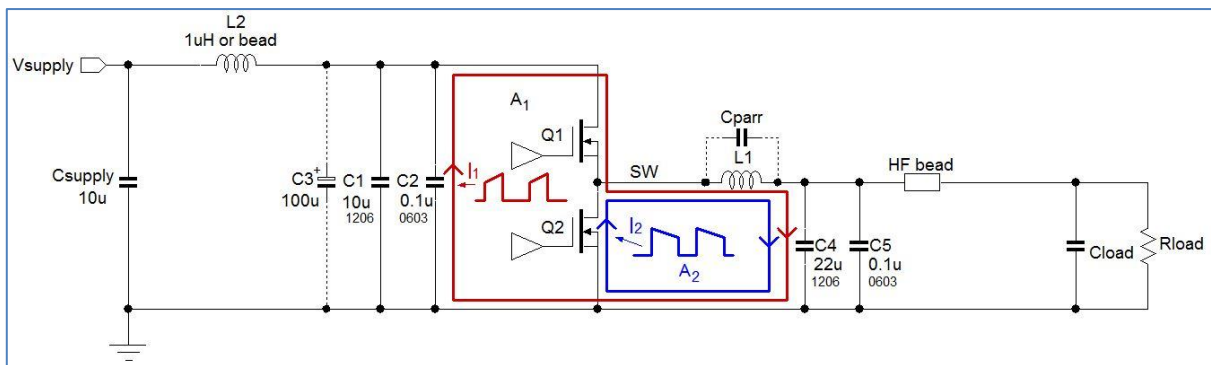 L2
1uH or bead
Vsupply
Csupply
10u
C3
+
100u
C1
10u
1206
C2
0.1u
0603
A1
I1
Q1
Q2
SW
I2
A2
Cparr
L1
C4
22u
1206
C5
0.1u
0603
HF bead
Cload
Rload